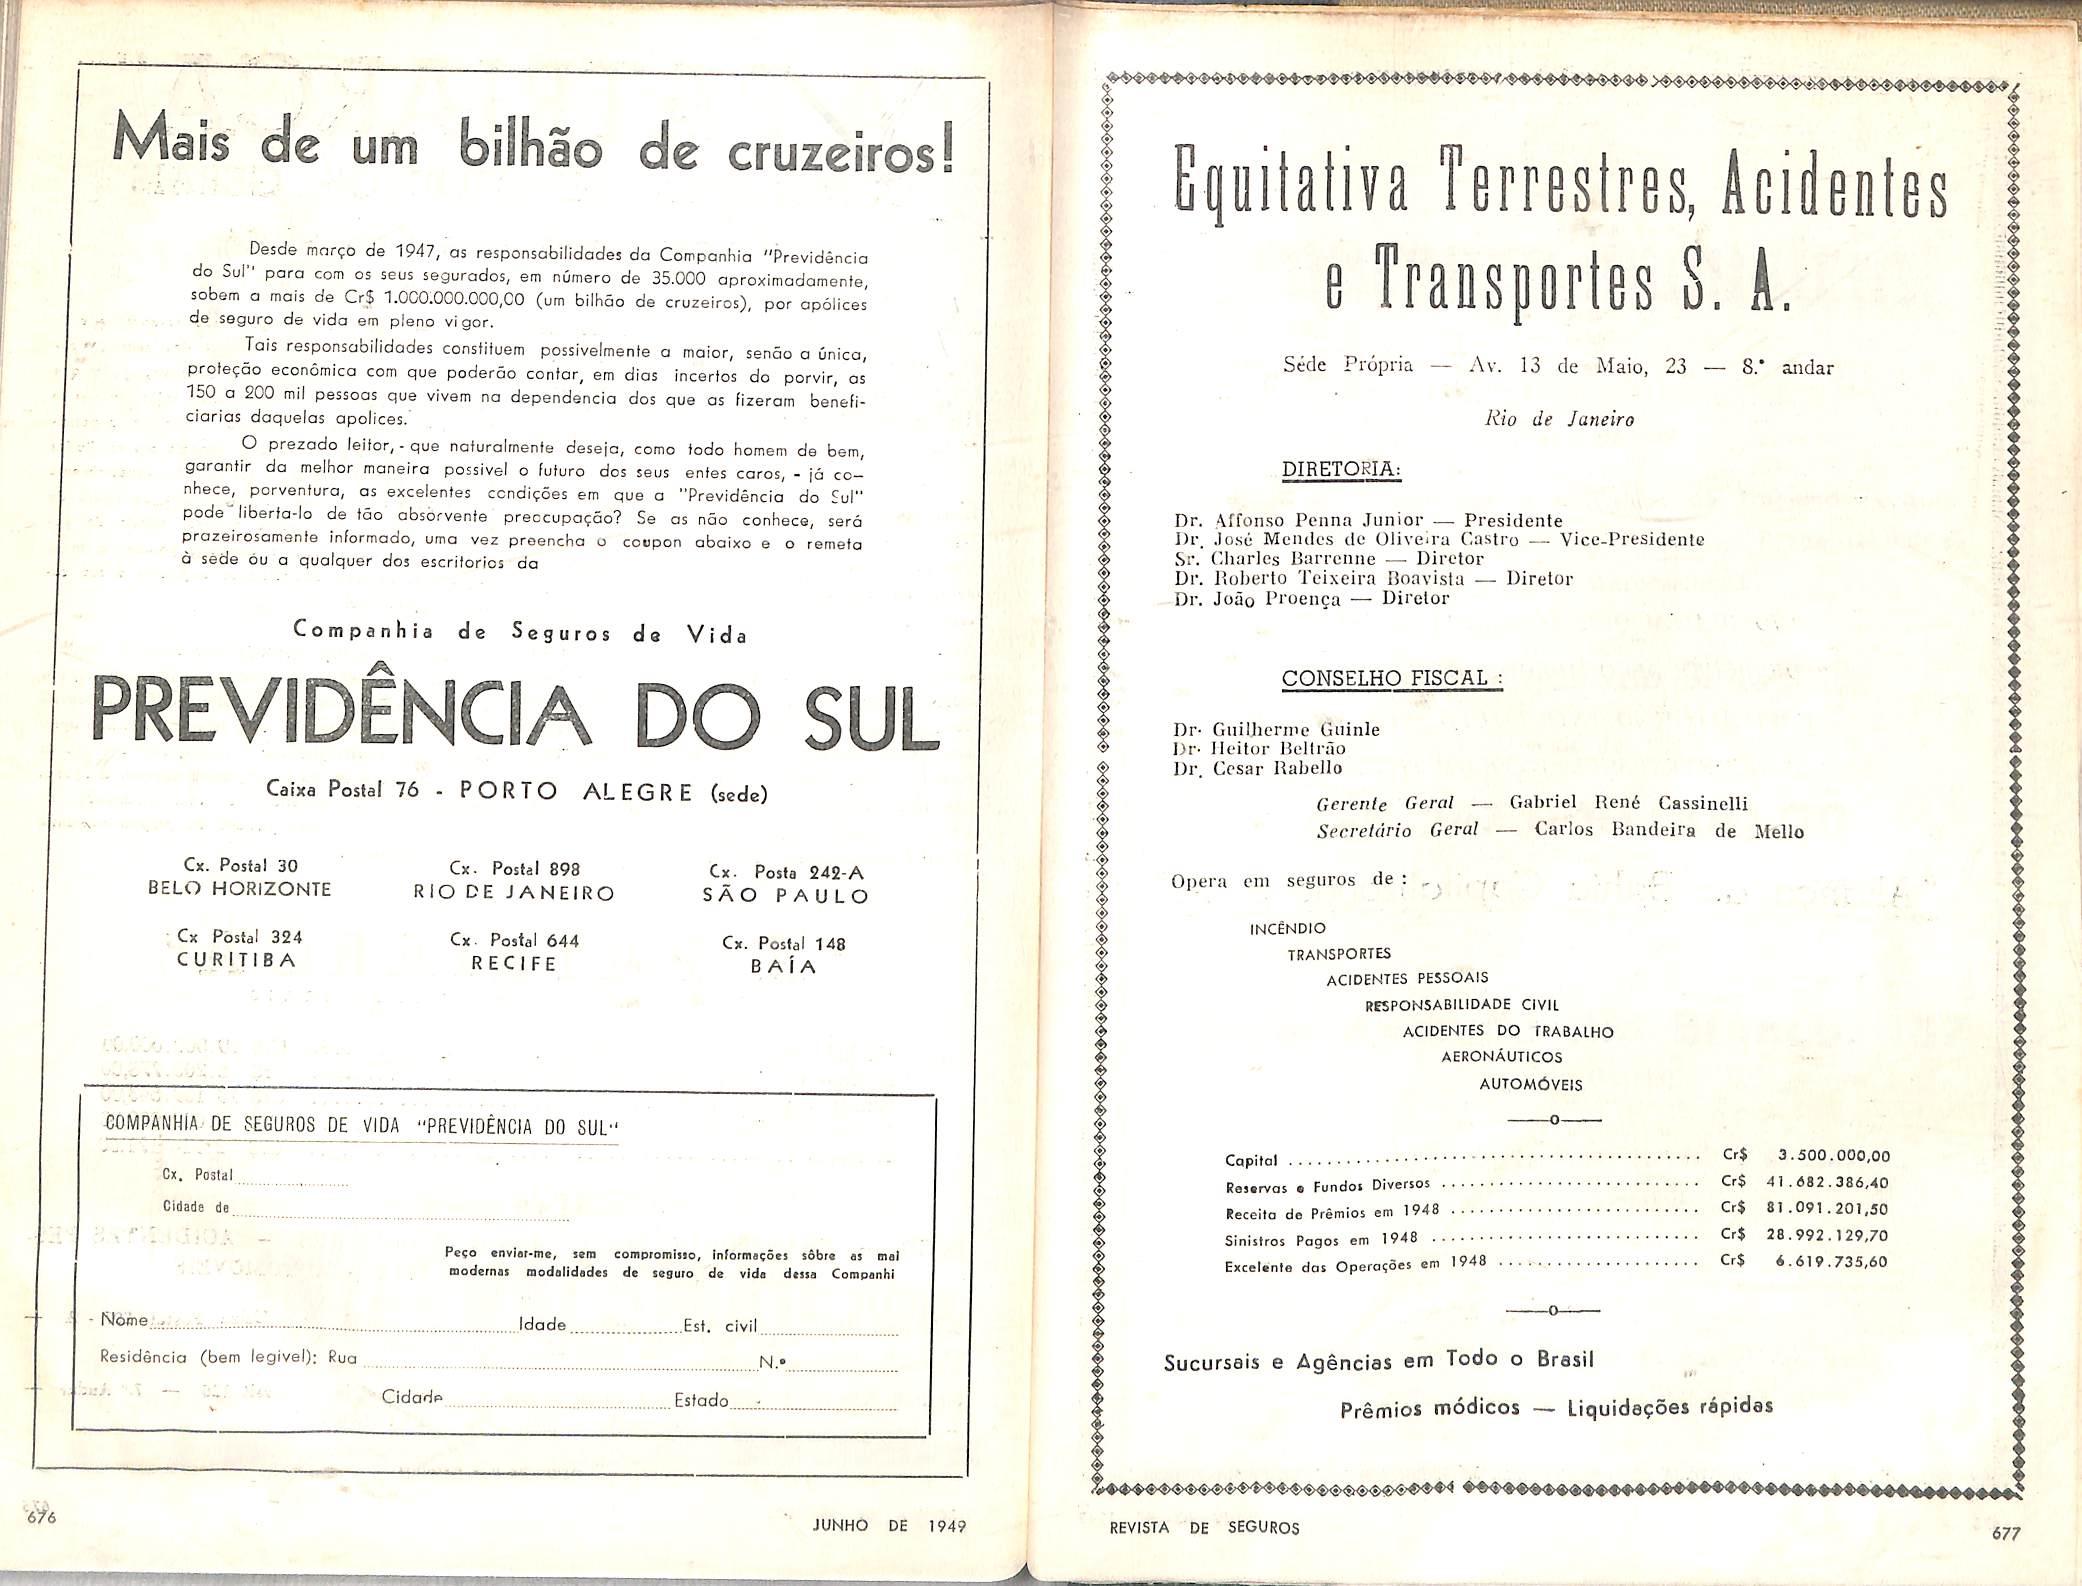 Mais de um bilhão de cruzeiros!
Desde março de 1947, as responsabilidades da Companhia "Previdência
do Sul" para com os seus segurados, em número de 35.000 aproximadamente,
sobem a mais de Cr$ 1.000.000.000,00 (um bilhão de cruzeiros), por apólices
de seguro de vida em pleno vigor.
Tais responsabilidades constituem possivelmente a maior, senão a única,
proteção econômica com que poderão contar, em dias incertos do porvir, as
150 a 200 mil pessoas que vivem na dependencia dos que as fizeram benefi-
ciarias daquelas apolices.
O prezado leitor, - que naturalmente deseja, como todo homem de bem,
garantir da melhor maneira possivel o futuro dos seus entes caros, - já co-
nhece, porventura, as excelentes condições em que a "Previdência do Sul"
pode liberta-lo de tão absorvente preocupação? Se as não conhece, será
prazeirosamente informado, uma vez preencha o coupon abaixo e o remeta
à séde ou a qualquer dos escritorios da
Companhia de Seguros de Vida
PREVIDÊNCIA DO SUL
Caixa Postal 76 - PORTO ALEGRE (sede)
Cx. Postal 30
BELO HORIZONTE
Cx. Postal 898
RIO DE JANEIRO
Cx. Posta 242-A
SÃO PAULO
Cx Postal 324
CURITIBA
Cx. Postal 644
RECIFE
Cx. Postal 148
BAÍA
COMPANHIA DE SEGUROS DE VIDA "PREVIDÊNCIA DO SUL"
Cx. Postal
Cidade de
Peço enviar-me, sem compromisso, informações sôbre as mai
modernas modalidades de seguro de vida dessa Companhi
Nome Idade Est. civil
Residência (bem legivel): Rua N.º
Cidade Estado
676
JUNHO DE 1949
Equitativa Terrestres, Acidentes
e Transportes S. A.
Séde Própria — Av. 13 de Maio, 23 — 8.º andar
Rio de Janeiro
DIRETORIA:
Dr. Affonso Penna Junior — Presidente
Dr. José Mendes de Oliveira Castro — Vice-Presidente
Sr. Charles Barrenne — Diretor
Dr. Roberto Teixeira Boavista — Diretor
Dr. João Proença — Diretor
CONSELHO FISCAL :
Dr. Guilherme Guinle
Dr. Heitor Beltrão
Dr. Cesar Rabello
Gerente Geral — Gabriel René Cassinelli
Secretário Geral — Carlos Bandeira de Mello
Opera em seguros de :
INCÊNDIO
TRANSPORTES
ACIDENTES PESSOAIS
RESPONSABILIDADE CIVIL
ACIDENTES DO TRABALHO
AERONÁUTICOS
AUTOMÓVEIS
——o——
Capital ........ Cr$ 3.500.000,00
Reservas e Fundos Diversos ........ Cr$ 41.682.386,40
Receita de Prêmios em 1948 ........ Cr$ 81.091.201,50
Sinistros Pagos em 1948 ........ Cr$ 28.992.129,70
Excelente das Operações em 1948 ........ Cr$ 6.619.735,60
——o——
Sucursais e Agências em Todo o Brasil
Prêmios módicos — Liquidações rápidas
REVISTA DE SEGUROS
677